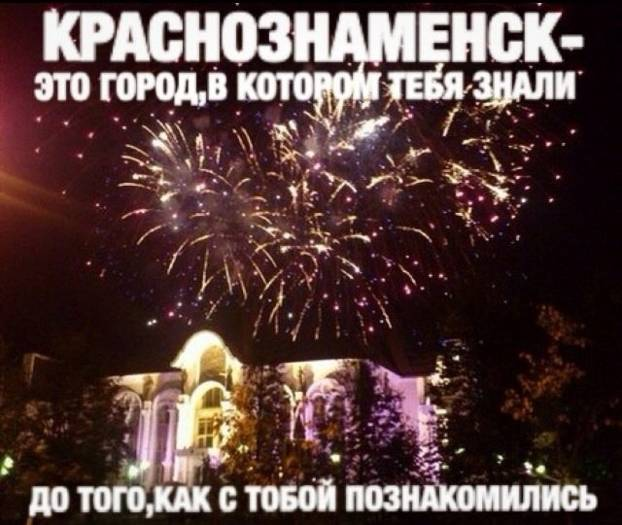 КРАСНОЗНАМЕНСК-
ЭТО ГОРОД,В КОТОРОМ ТЕБЯ ЗНАЛИ
ДО ТОГО,КАК С ТОБОЙ ПОЗНАКОМИЛИСЬ